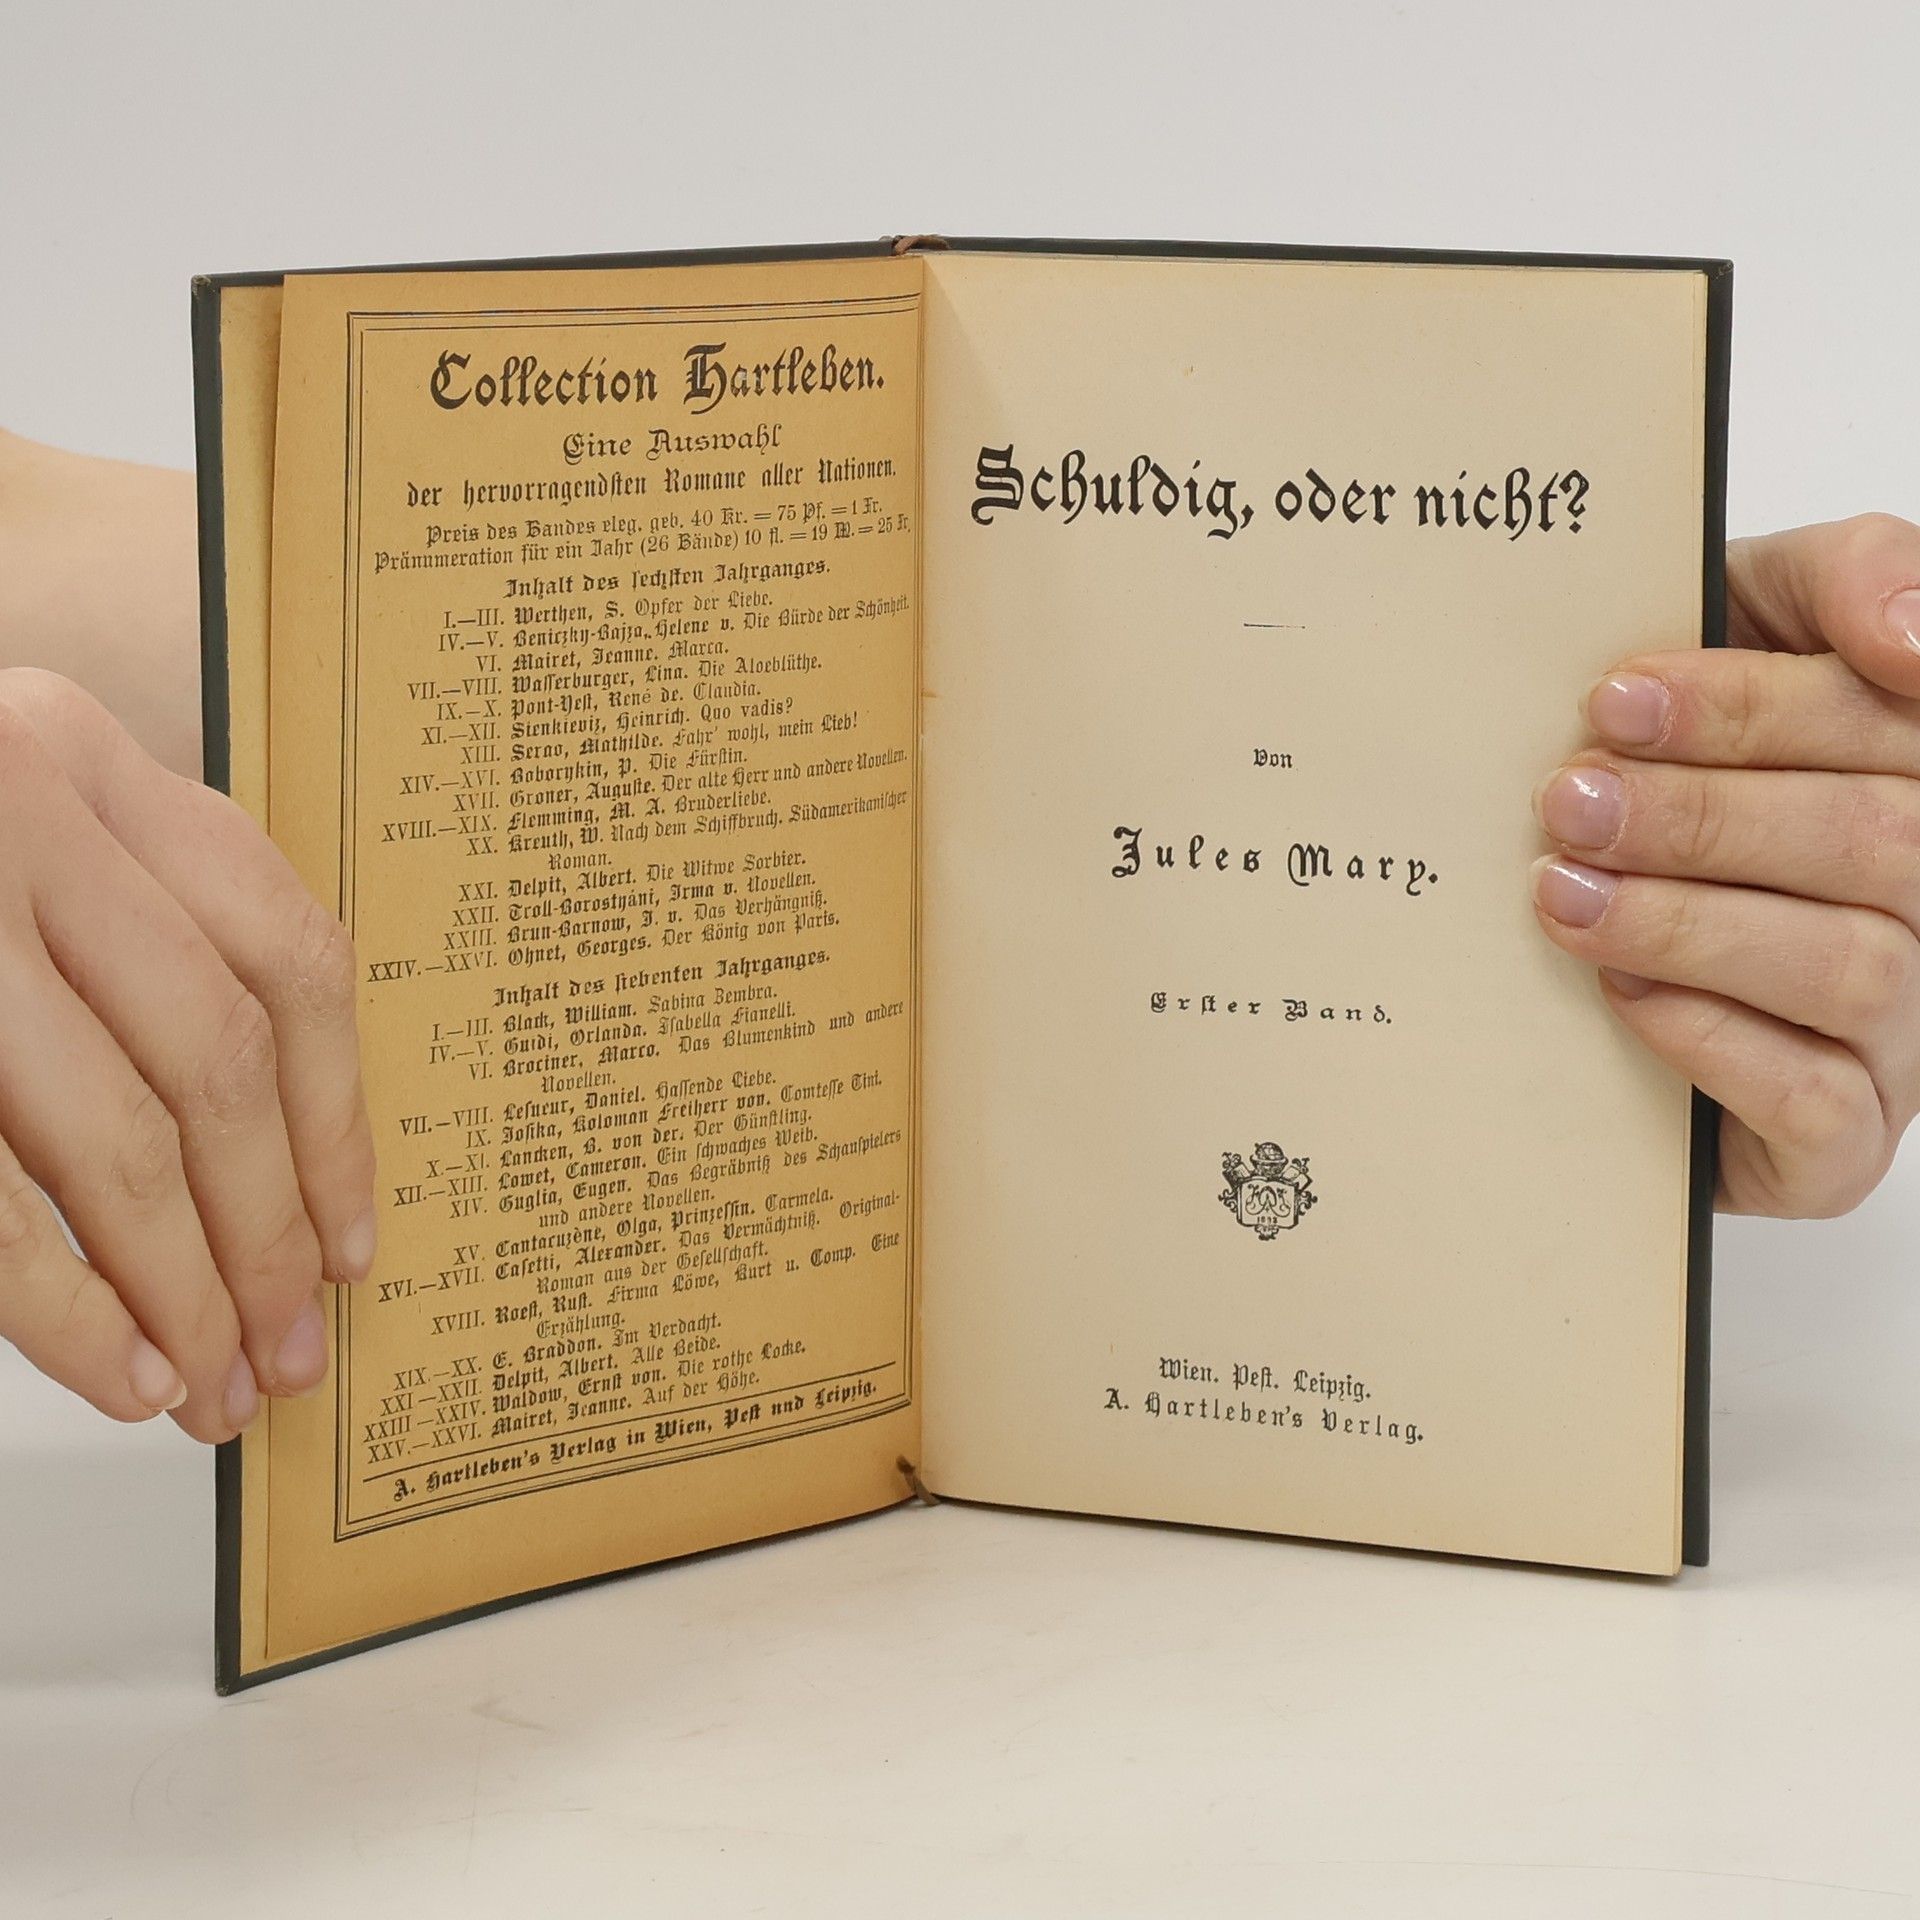 Collection Hartleben.
Eine Auswahl
der hervorragendsten Romane aller Nationen.
Preis des Bandes eleg. geb. 40 Kr. = 75 Pf. = 1 Fr.
Pränumeration für ein Jahr (26 Bände) 10 fl. = 19 M. = 25 Fr.
Inhalt des sechsten Jahrganges.
I.—III. Werthen, S. Opfer der Liebe.
IV.—V. Beniczky-Bajza, Helene v. Die Bürde der Schönheit.
VI. Mairet, Jeanne. Marca.
VII.—VIII. Wasserburger, Lina. Die Aloeblüthe.
IX.—X. Pont-Jest, René de. Claudia.
XI.—XII. Sienkieviz, Heinrich. Quo vadis?
XIII. Serao, Mathilde. Fahr' wohl, mein Lieb!
XIV.—XVI. Boborykin, P. Die Fürstin.
XVII. Groner, Auguste. Der alte Herr und andere Novellen.
XVIII.—XIX. Flemming, M. A. Bruderliebe.
XX. Kreuth, W. Nach dem Schiffbruch. Südamerikanischer
Roman.
XXI. Delpit, Albert. Die Witwe Sorbier.
XXII. Troll-Borostyáni, Irma v. Novellen.
XXIII. Brun-Barnow, J. v. Das Verhängniß.
XXIV.—XXVI. Ohnet, Georges. Der König von Paris.
Inhalt des siebenten Jahrganges.
I.—III. Black, William. Sabina Zembra.
IV.—V. Guidi, Orlanda. Isabella Fianelli.
VI. Brociner, Marco. Das Blumenkind und andere
Novellen.
VII.—VIII. Lesueur, Daniel. Hassende Liebe.
IX. Josika, Koloman Freiherr von. Comtesse Tini.
X.—XI. Lancken, B. von der. Der Günstling.
XII.—XIII. Lowet, Cameron. Ein schwaches Weib.
XIV. Guglia, Eugen. Das Begräbniß des Schauspielers
und andere Novellen.
XV. Cantacuzène, Olga, Prinzessin. Carmela.
XVI.—XVII. Casetti, Alexander. Das Vermächtniß. Original-
Roman aus der Gesellschaft.
XVIII. Roest, Rust. Firma Löwe, Kurt u. Comp. Eine
Erzählung.
XIX.—XX. E. Braddon. Im Verdacht.
XXI—XXII. Delpit, Albert. Alle Beide.
XXIII—XXIV. Waldow, Ernst von. Die rothe Locke.
XXV.—XXVI. Mairet, Jeanne. Auf der Höhe.
A. Hartleben's Verlag in Wien, Pest und Leipzig.
Schuldig, oder nicht?
Von
Jules Mary.
Erster Band.
Wien. Pest. Leipzig.
A. Hartleben's Verlag.